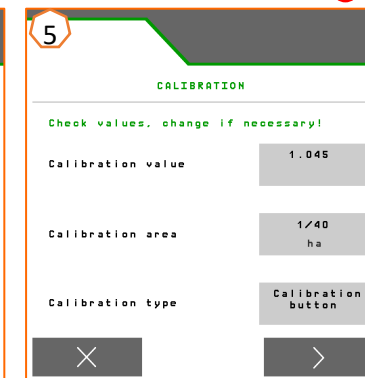 5
CALIBRATION
Check values, change if necessary!
Calibration value
1.045
Calibration area
1/40
ha
Calibration type
Calibration
button